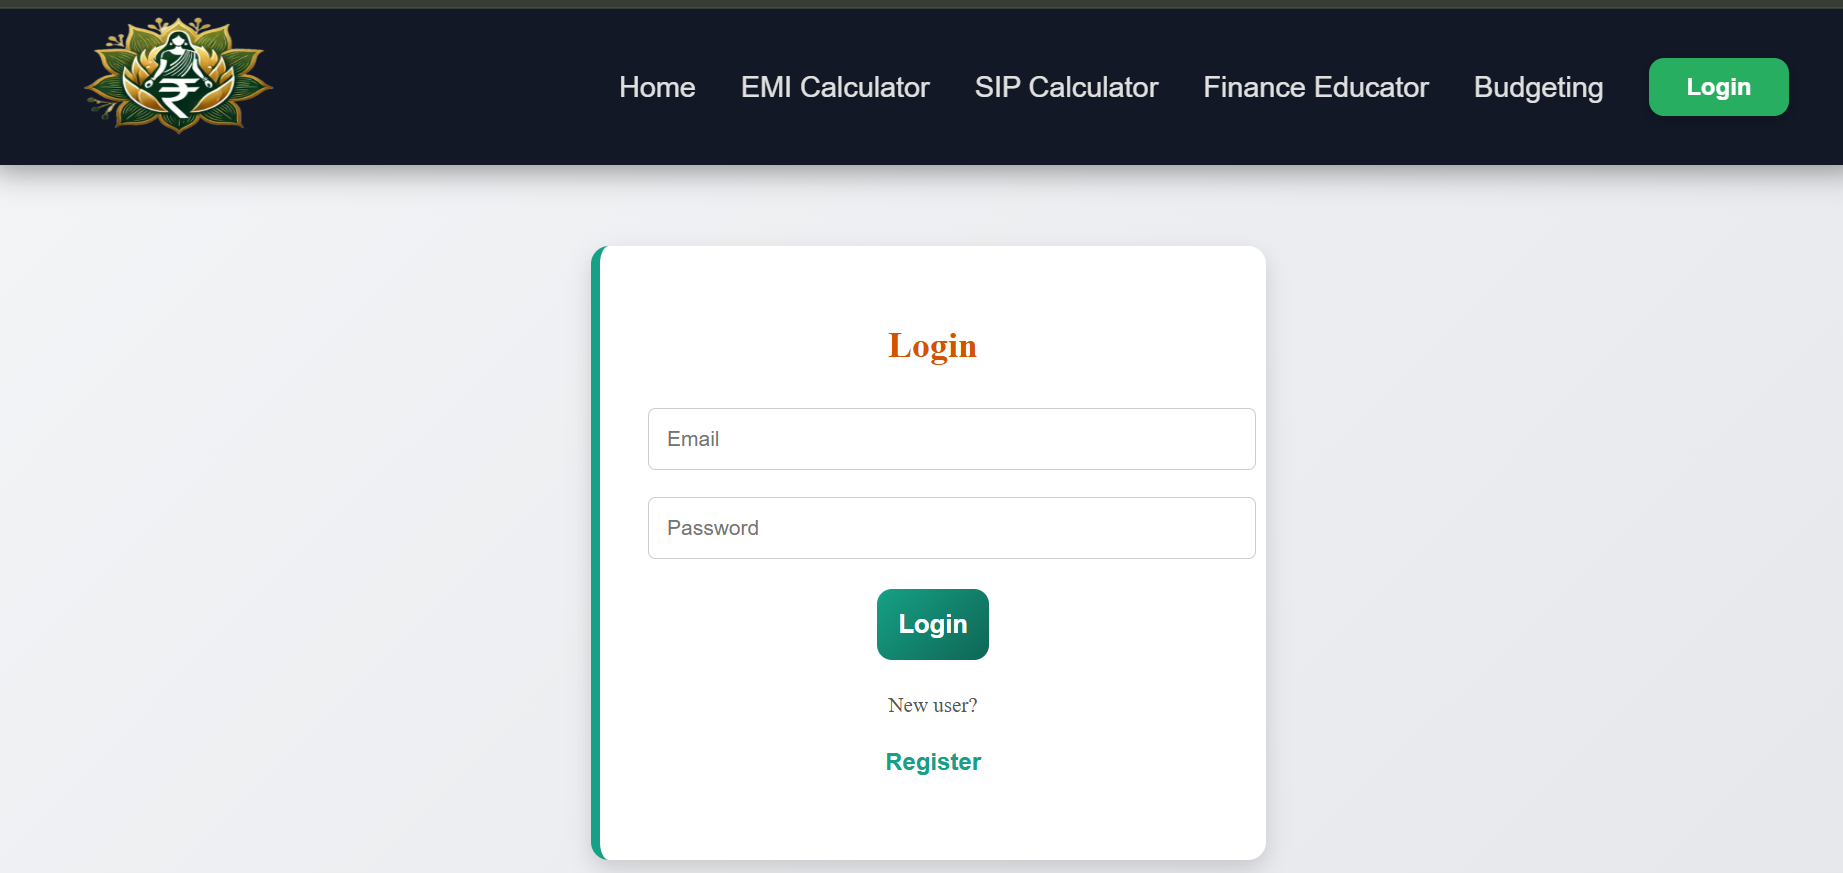 ₹
Home EMI Calculator SIP Calculator Finance Educator Budgeting Login
Login
Email
Password
Login
New user?
Register